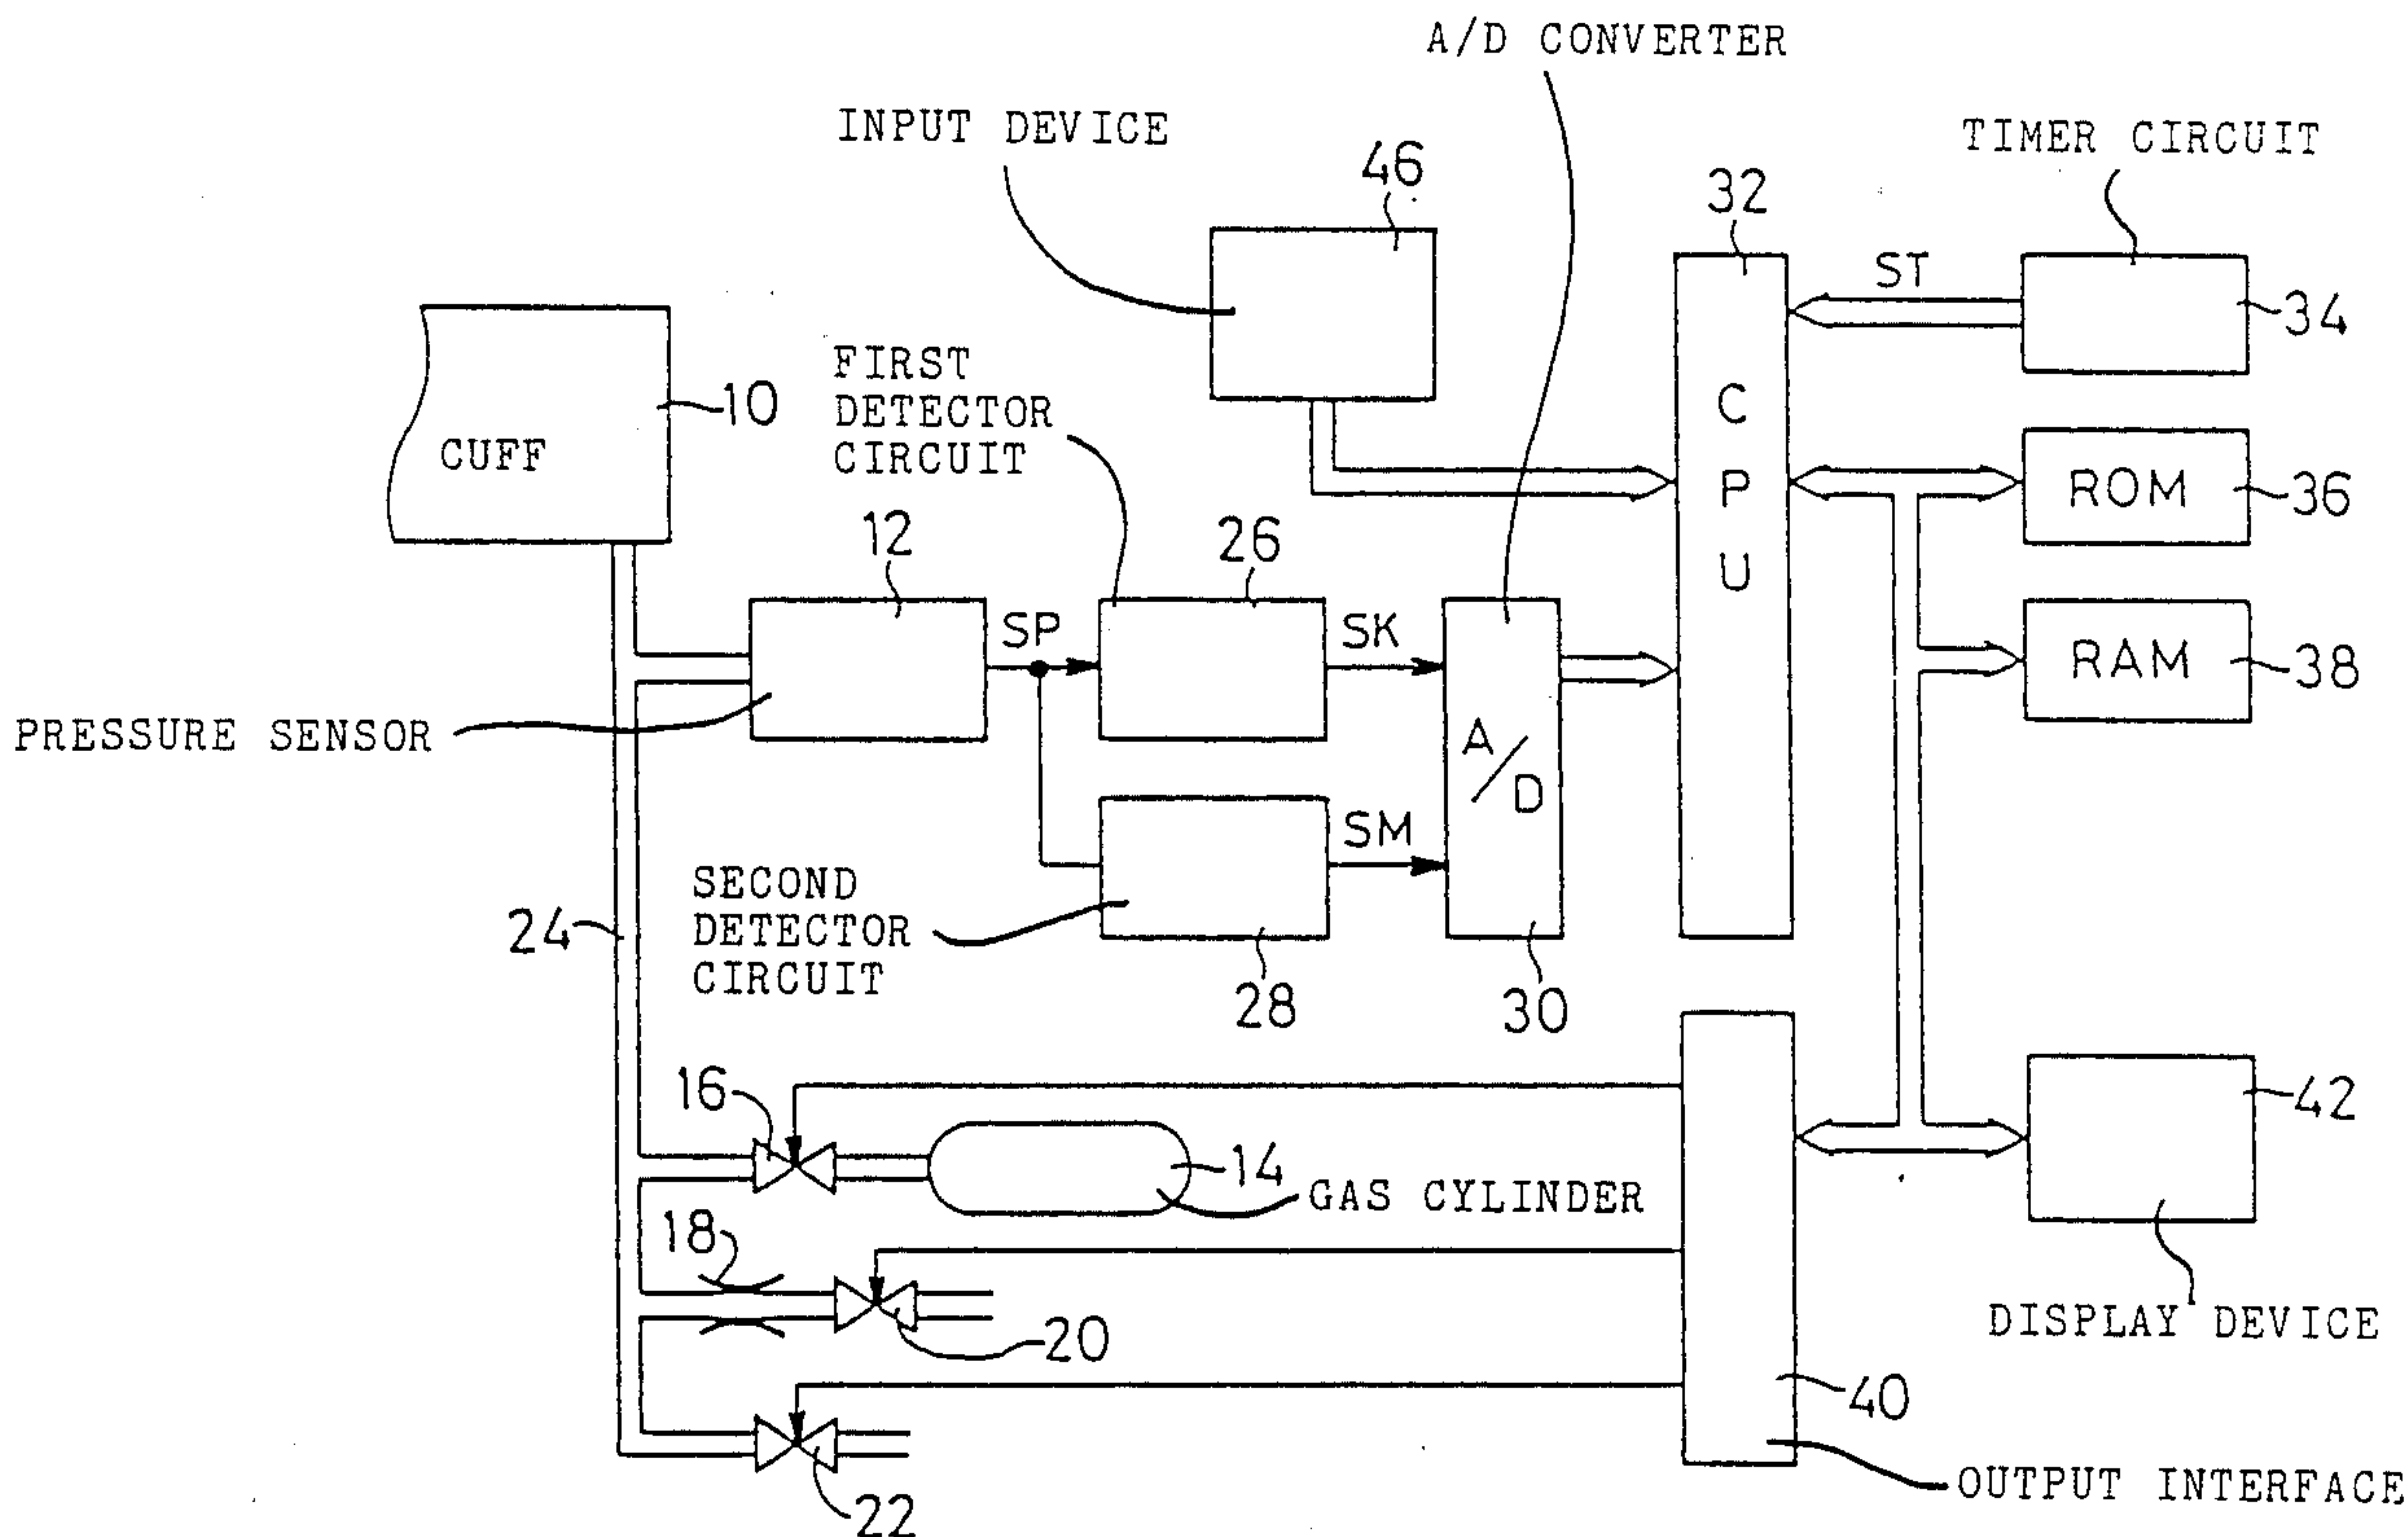 A/D CONVERTER
INPUT DEVICE
TIMER CIRCUIT
46
32
ST
34
FIRST
DETECTOR
CIRCUIT
10
CUFF
C
P
U
ROM
36
12
26
SP
SK
RAM
38
PRESSURE SENSOR
A/D
SM
SECOND
DETECTOR
CIRCUIT
24
28
30
16
42
14
GAS CYLINDER
18
20
DISPLAY DEVICE
40
22
OUTPUT INTERFACE